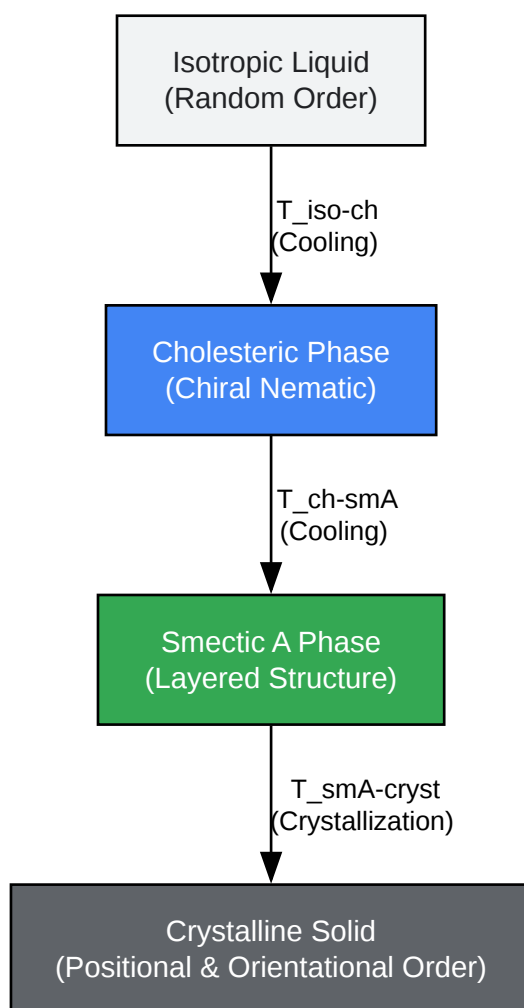 Isotropic Liquid
(Random Order)
T_iso-ch
(Cooling)
Cholesteric Phase
(Chiral Nematic)
T_ch-smA
(Cooling)
Smectic A Phase
(Layered Structure)
T_smA-cryst
(Crystallization)
Crystalline Solid
(Positional & Orientational Order)